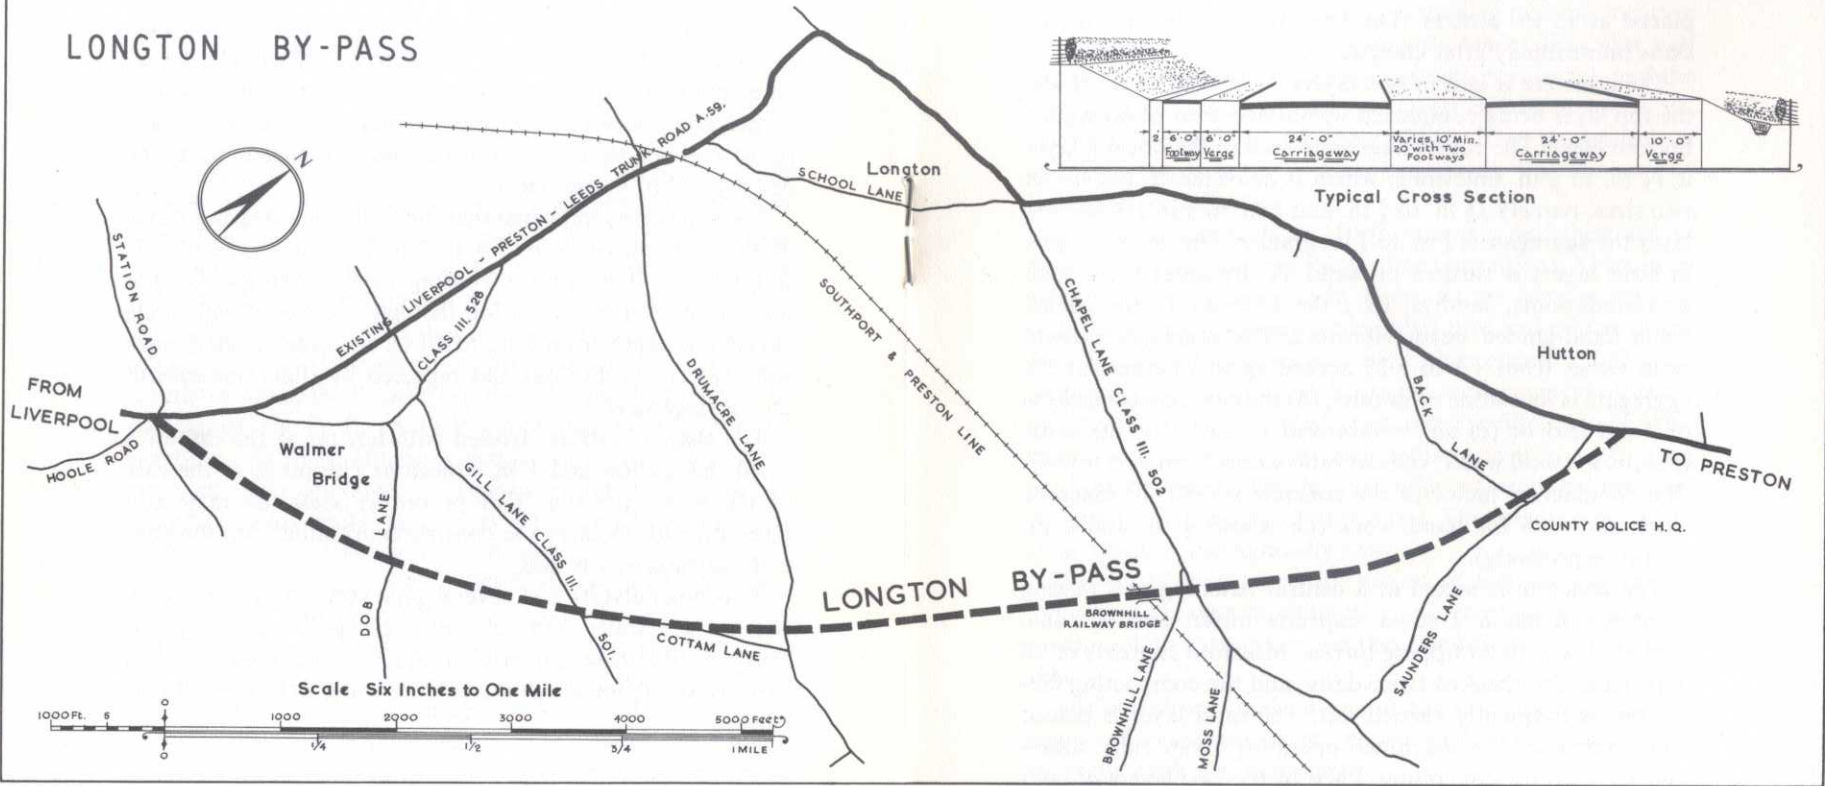 LONGTON BY-PASS
N
STATION ROAD
FROM
LIVERPOOL
HOOLE ROAD
Walmer
Bridge
EXISTING LIVERPOOL - PRESTON - LEEDS TRUNK ROAD A.59.
CLASS III. 528
DOB LANE
GILL LANE CLASS III. 501
DRUMACRE LANE
COTTAM LANE
SCHOOL LANE
Longton
SOUTHPORT & PRESTON LINE
CHAPEL LANE CLASS III. 502
LONGTON BY-PASS
BROWNHILL
RAILWAY BRIDGE
BROWNHILL LANE
MOSS LANE
SAUNDERS LANE
BACK LANE
Hutton
TO PRESTON
COUNTY POLICE H.Q.
2' 6'·0" Footway
6'·0" Verge
24'·0" Carriageway
Varies 10' Min.
20' with Two
Footways
24'·0" Carriageway
10'·0" Verge
Typical Cross Section
Scale Six Inches to One Mile
1000 Ft. 5 0 1000 2000 3000 4000 5000 Feet
0 1/4 1/2 3/4 1 MILE